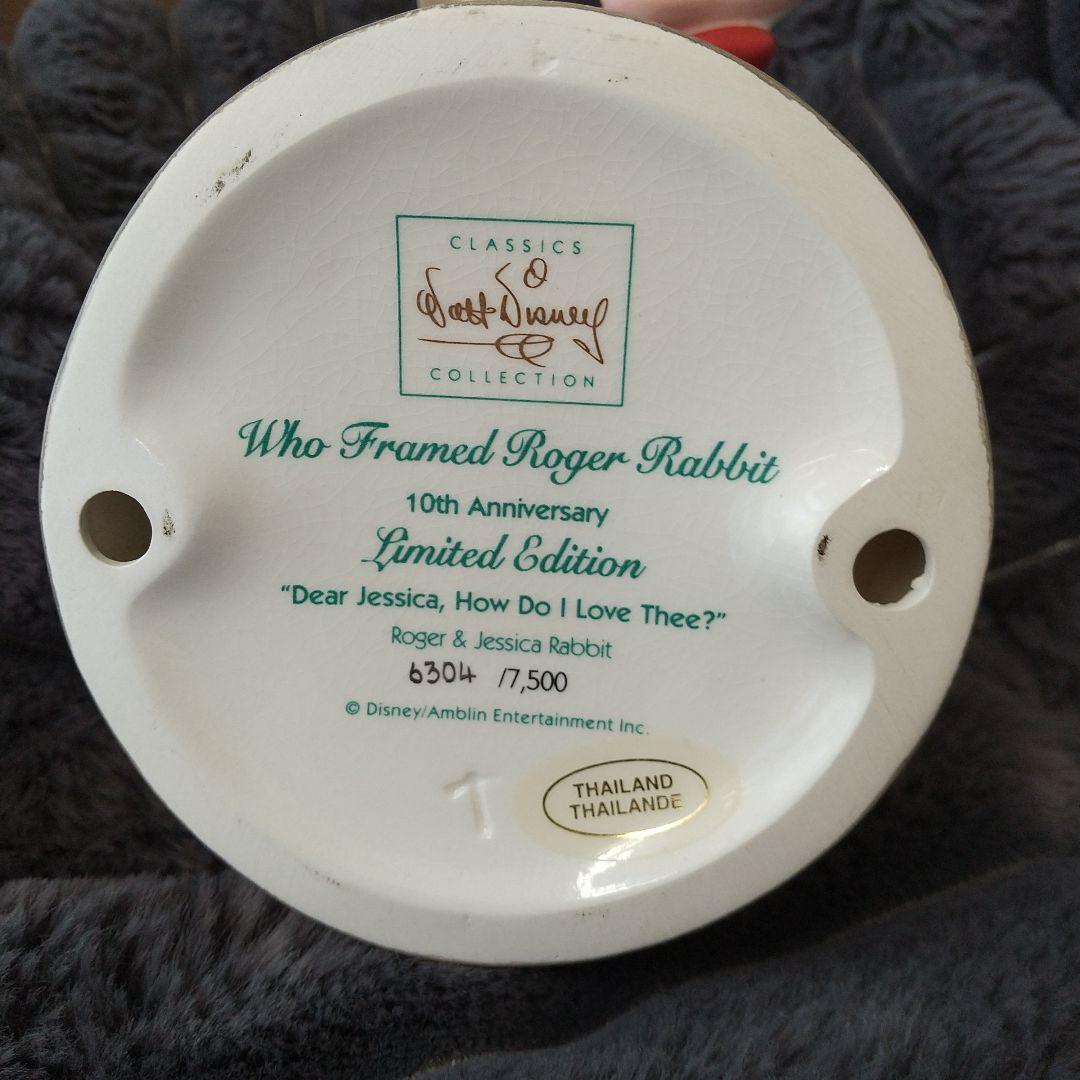 CLASSICS
Walt Disney
COLLECTION
Who Framed Roger Rabbit
10th Anniversary
Limited Edition
“Dear Jessica, How Do I Love Thee?”
Roger & Jessica Rabbit
6304 /7,500
© Disney/Amblin Entertainment Inc.
1
THAILAND
THAILANDE